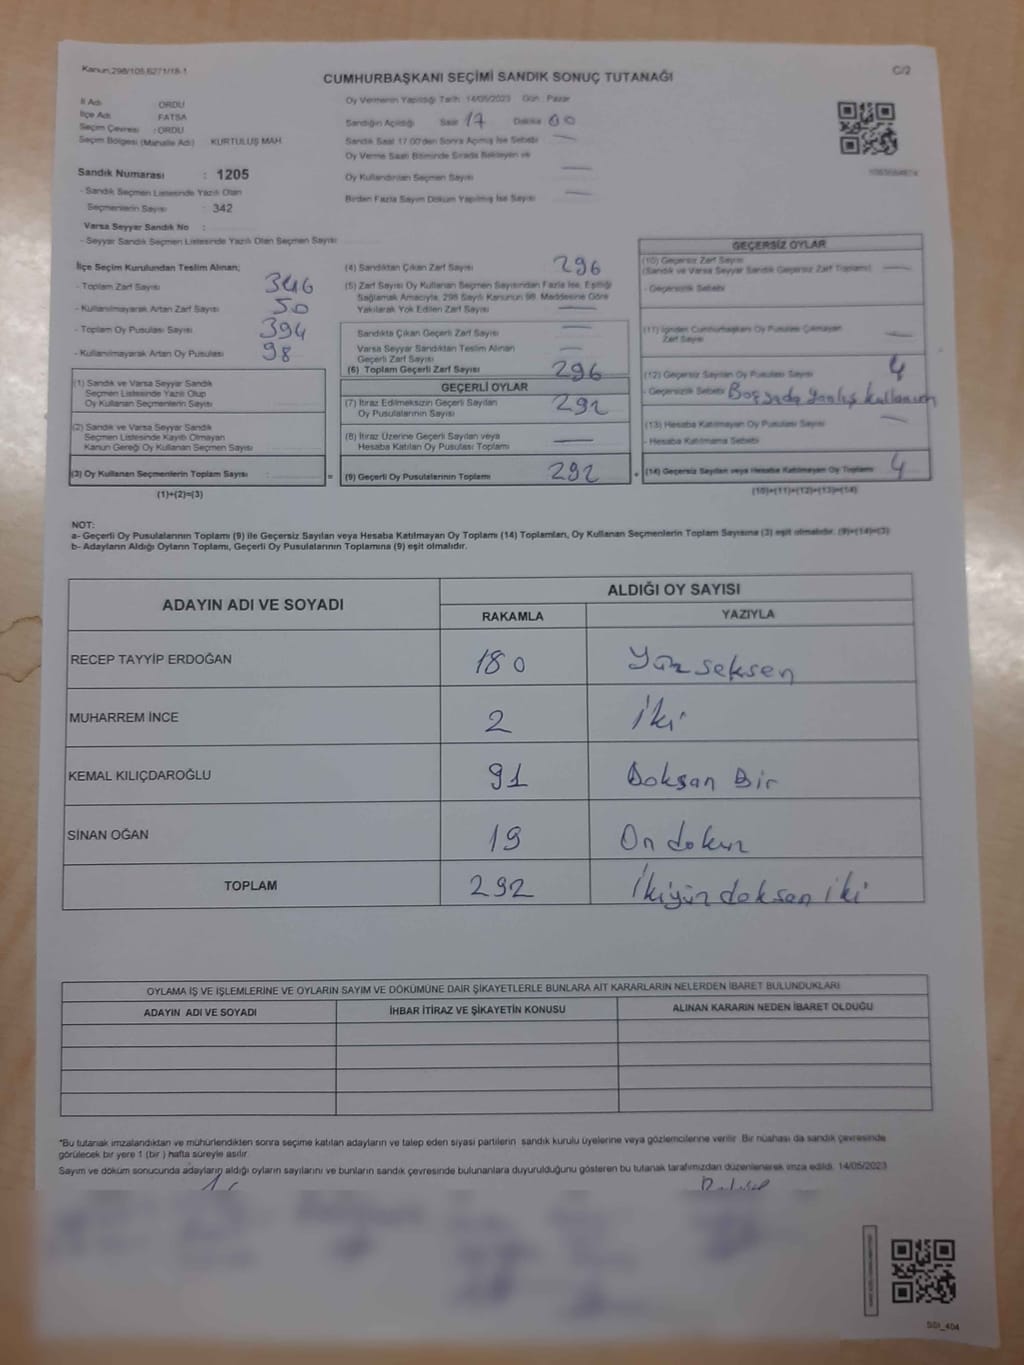 Kanun:298/105,6271/18-1
C/2
CUMHURBAŞKANI SEÇİMİ SANDIK SONUÇ TUTANAĞI
İl Adı ORDU
İlçe Adı FATSA
Seçim Çevresi : ORDU
Seçim Bölgesi (Mahalle Adı) KURTULUŞ MAH.
Sandık Numarası : 1205
- Sandık Seçmen Listesinde Yazılı Olan
Seçmenlerin Sayısı : 342
Varsa Seyyar Sandık No :
- Seyyar Sandık Seçmen Listesinde Yazılı Olan Seçmen Sayısı
Oy Vermenin Yapıldığı Tarih :14/05/2023 Gün : Pazar
Sandığın Açıldığı Saat 17 Dakika 00
Sandık Saat 17.00'den Sonra Açılmış İse Sebebi —
Oy Verme Saati Bitiminde Sırada Bekleyen ve
Oy Kullandırılan Seçmen Sayısı —
Birden Fazla Sayım Döküm Yapılmış İse Sayısı —
İlçe Seçim Kurulundan Teslim Alınan;
- Toplam Zarf Sayısı 346
- Kullanılmayarak Artan Zarf Sayısı 50
- Toplam Oy Pusulası Sayısı 394
- Kullanılmayarak Artan Oy Pusulası 98
(1) Sandık ve Varsa Seyyar Sandık
Seçmen Listesinde Yazılı Olup
Oy Kullanan Seçmenlerin Sayısı
(2) Sandık ve Varsa Seyyar Sandık
Seçmen Listesinde Kayıtlı Olmayan
Kanun Gereği Oy Kullanan Seçmen Sayısı
(3) Oy Kullanan Seçmenlerin Toplam Sayısı :
(1)+(2)=(3)
=
(4) Sandıktan Çıkan Zarf Sayısı 296
(5) Zarf Sayısı Oy Kullanan Seçmen Sayısından Fazla İse, Eşitliği
Sağlamak Amacıyla, 298 Sayılı Kanunun 98. Maddesine Göre
Yakılarak Yok Edilen Zarf Sayısı —
Sandıkta Çıkan Geçerli Zarf Sayısı —
Varsa Seyyar Sandıktan Teslim Alınan
Geçerli Zarf Sayısı —
(6) Toplam Geçerli Zarf Sayısı 296
GEÇERLİ OYLAR
(7) İtiraz Edilmeksizin Geçerli Sayılan
Oy Pusulalarının Sayısı 292
(8) İtiraz Üzerine Geçerli Sayılan veya
Hesaba Katılan Oy Pusulası Toplamı —
(9) Geçerli Oy Pusulalarının Toplamı 292
+
GEÇERSİZ OYLAR
(10) Geçersiz Zarf Sayısı
(Sandık ve Varsa Seyyar Sandık Geçersiz Zarf Toplamı) —
- Geçersizlik Sebebi
(11) İçinden Cumhurbaşkanı Oy Pusulası Çıkmayan
Zarf Sayısı —
(12) Geçersiz Sayılan Oy Pusulası Sayısı 4
- Geçersizlik Sebebi Boş yada yanlış kullanım
(13) Hesaba Katılmayan Oy Pusulası Sayısı —
- Hesaba Katılmama Sebebi
(14) Geçersiz Sayılan veya Hesaba Katılmayan Oy Toplamı 4
(10)+(11)+(12)+(13)=(14)
NOT:
a- Geçerli Oy Pusulalarının Toplamı (9) ile Geçersiz Sayılan veya Hesaba Katılmayan Oy Toplamı (14) Toplamları, Oy Kullanan Seçmenlerin Toplam Sayısına (3) eşit olmalıdır. (9)+(14)=(3)
b- Adayların Aldığı Oyların Toplamı, Geçerli Oy Pusulalarının Toplamına (9) eşit olmalıdır.
ADAYIN ADI VE SOYADI
ALDIĞI OY SAYISI
RAKAMLA YAZIYLA
RECEP TAYYİP ERDOĞAN 180 Yüz seksen
MUHARREM İNCE 2 İki
KEMAL KILIÇDAROĞLU 91 Doksan Bir
SİNAN OĞAN 19 On dokuz
TOPLAM 292 İkiyüz doksan iki
OYLAMA İŞ VE İŞLEMLERİNE VE OYLARIN SAYIM VE DÖKÜMÜNE DAİR ŞİKAYETLERLE BUNLARA AİT KARARLARIN NELERDEN İBARET BULUNDUKLARI
ADAYIN ADI VE SOYADI İHBAR İTİRAZ VE ŞİKAYETİN KONUSU ALINAN KARARIN NEDEN İBARET OLDUĞU
*Bu tutanak imzalandıktan ve mühürlendikten sonra seçime katılan adayların ve talep eden siyasi partilerin sandık kurulu üyelerine veya gözlemcilerine verilir. Bir nüshası da sandık çevresinde
görülecek bir yere 1 (bir ) hafta süreyle asılır.
Sayım ve döküm sonucunda adayların aldığı oyların sayılarını ve bunların sandık çevresinde bulunanlara duyurulduğunu gösteren bu tutanak tarafımızdan düzenlenerek imza edildi. 14/05/2023
SSI_404